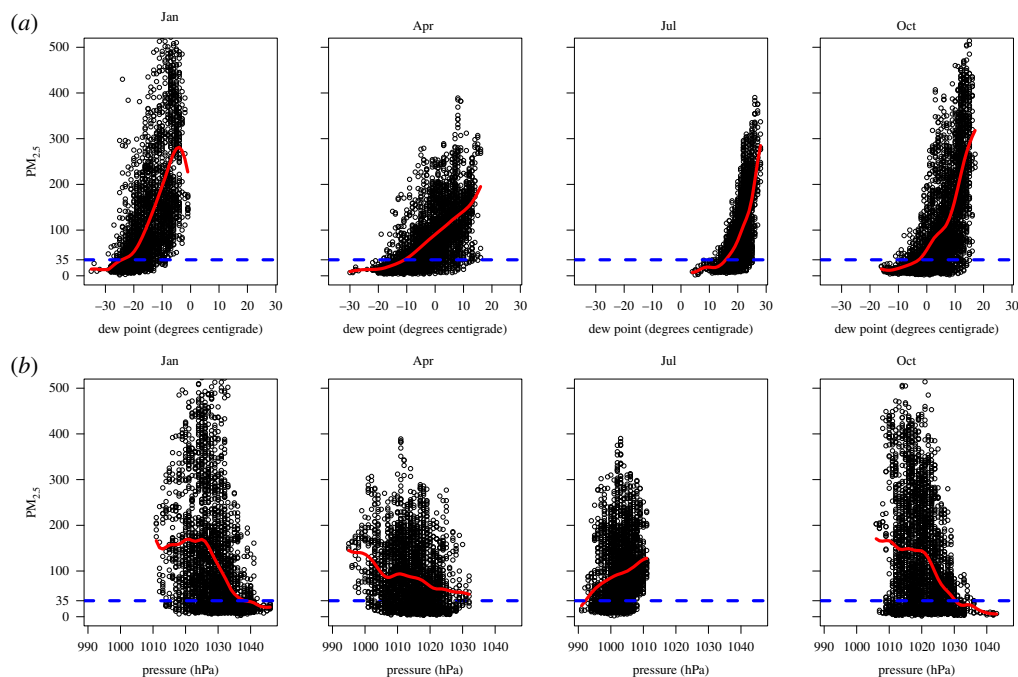 (a)
Jan
Apr
Jul
Oct
PM2.5
500
400
300
200
100
35
0
−30 −20 −10 0 10 20 30
−30 −20 −10 0 10 20 30
−30 −20 −10 0 10 20 30
−30 −20 −10 0 10 20 30
dew point (degrees centigrade)
dew point (degrees centigrade)
dew point (degrees centigrade)
dew point (degrees centigrade)
(b)
Jan
Apr
Jul
Oct
PM2.5
500
400
300
200
100
35
0
990 1000 1010 1020 1030 1040
990 1000 1010 1020 1030 1040
990 1000 1010 1020 1030 1040
990 1000 1010 1020 1030 1040
pressure (hPa)
pressure (hPa)
pressure (hPa)
pressure (hPa)